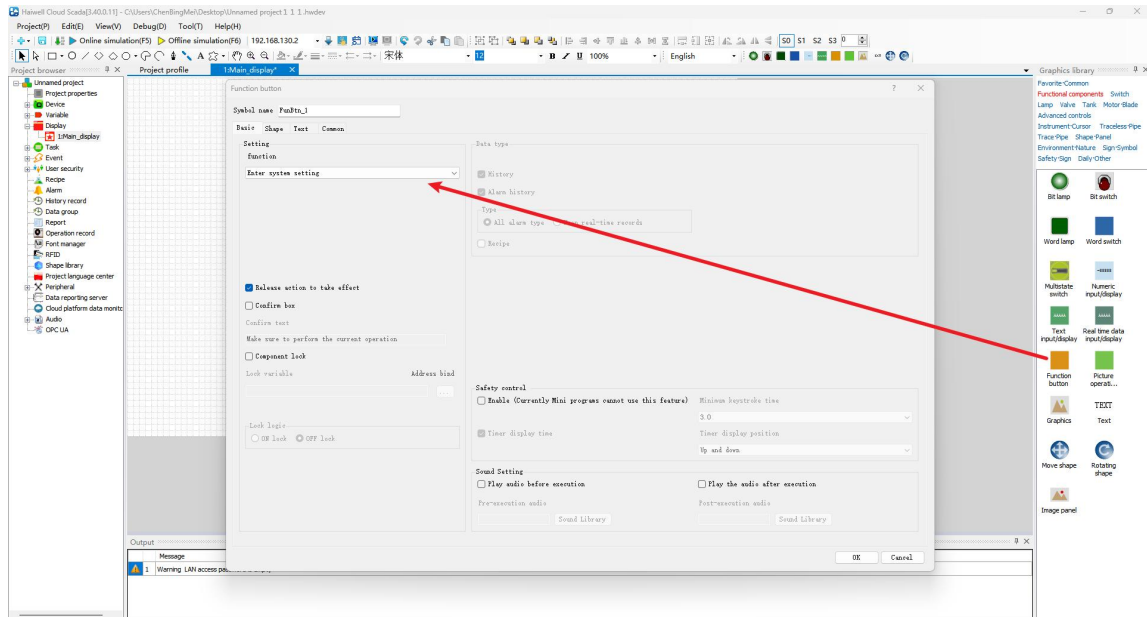 Haiwell Cloud Scada[3.40.0.11] - C:\Users\ChenBingMei\Desktop\Unnamed project 1 1 1.hwdev
Project(P) Edit(E) View(V) Debug(D) Tool(T) Help(H)
Online simulation(F5) Offline simulation(F6) 192.168.130.2 S0 S1 S2 S3 0
A 宋体 12 B I U 100% English
Project browser
Project profile 1:Main_display*
Graphics library
Unnamed project
Project properties
Device
Variable
Display
1:Main_display
Task
Event
User security
Recipe
Alarm
History record
Data group
Report
Operation record
Font manager
RFID
Shape library
Project language center
Peripheral
Data reporting server
Cloud platform data monitc
Audio
OPC UA
Function button
Symbol name FunBtn_1
Basic Shape Text Common
Setting
function
Enter system setting
Release action to take effect
Confirm box
Confirm text
Make sure to perform the current operation
Component lock
Lock variable Address bind
Lock logic
ON lock OFF lock
Data type
History
Alarm history
Type
All alarm type real-time records
Recipe
Safety control
Enable (Currently Mini programs cannot use this feature) Minimum keystroke time
3.0
Timer display time Timer display position
Up and down
Sound Setting
Play audio before execution Play the audio after execution
Pre-execution audio Post-execution audio
Sound Library Sound Library
OK Cancel
Favorite Common
Functional components Switch
Lamp Valve Tank Motor Blade
Advanced controls
Instrument Cursor Traceless Pipe
Trace Pipe Shape Panel
Environment Nature Sign Symbol
Safety Sign Daily Other
Bit lamp Bit switch
Word lamp Word switch
Multistate switch Numeric input/display
Text input/display Real time data input/display
Function button Picture operati...
TEXT
Graphics Text
Move shape Rotating shape
Image panel
Output
Message
1 Warning LAN access